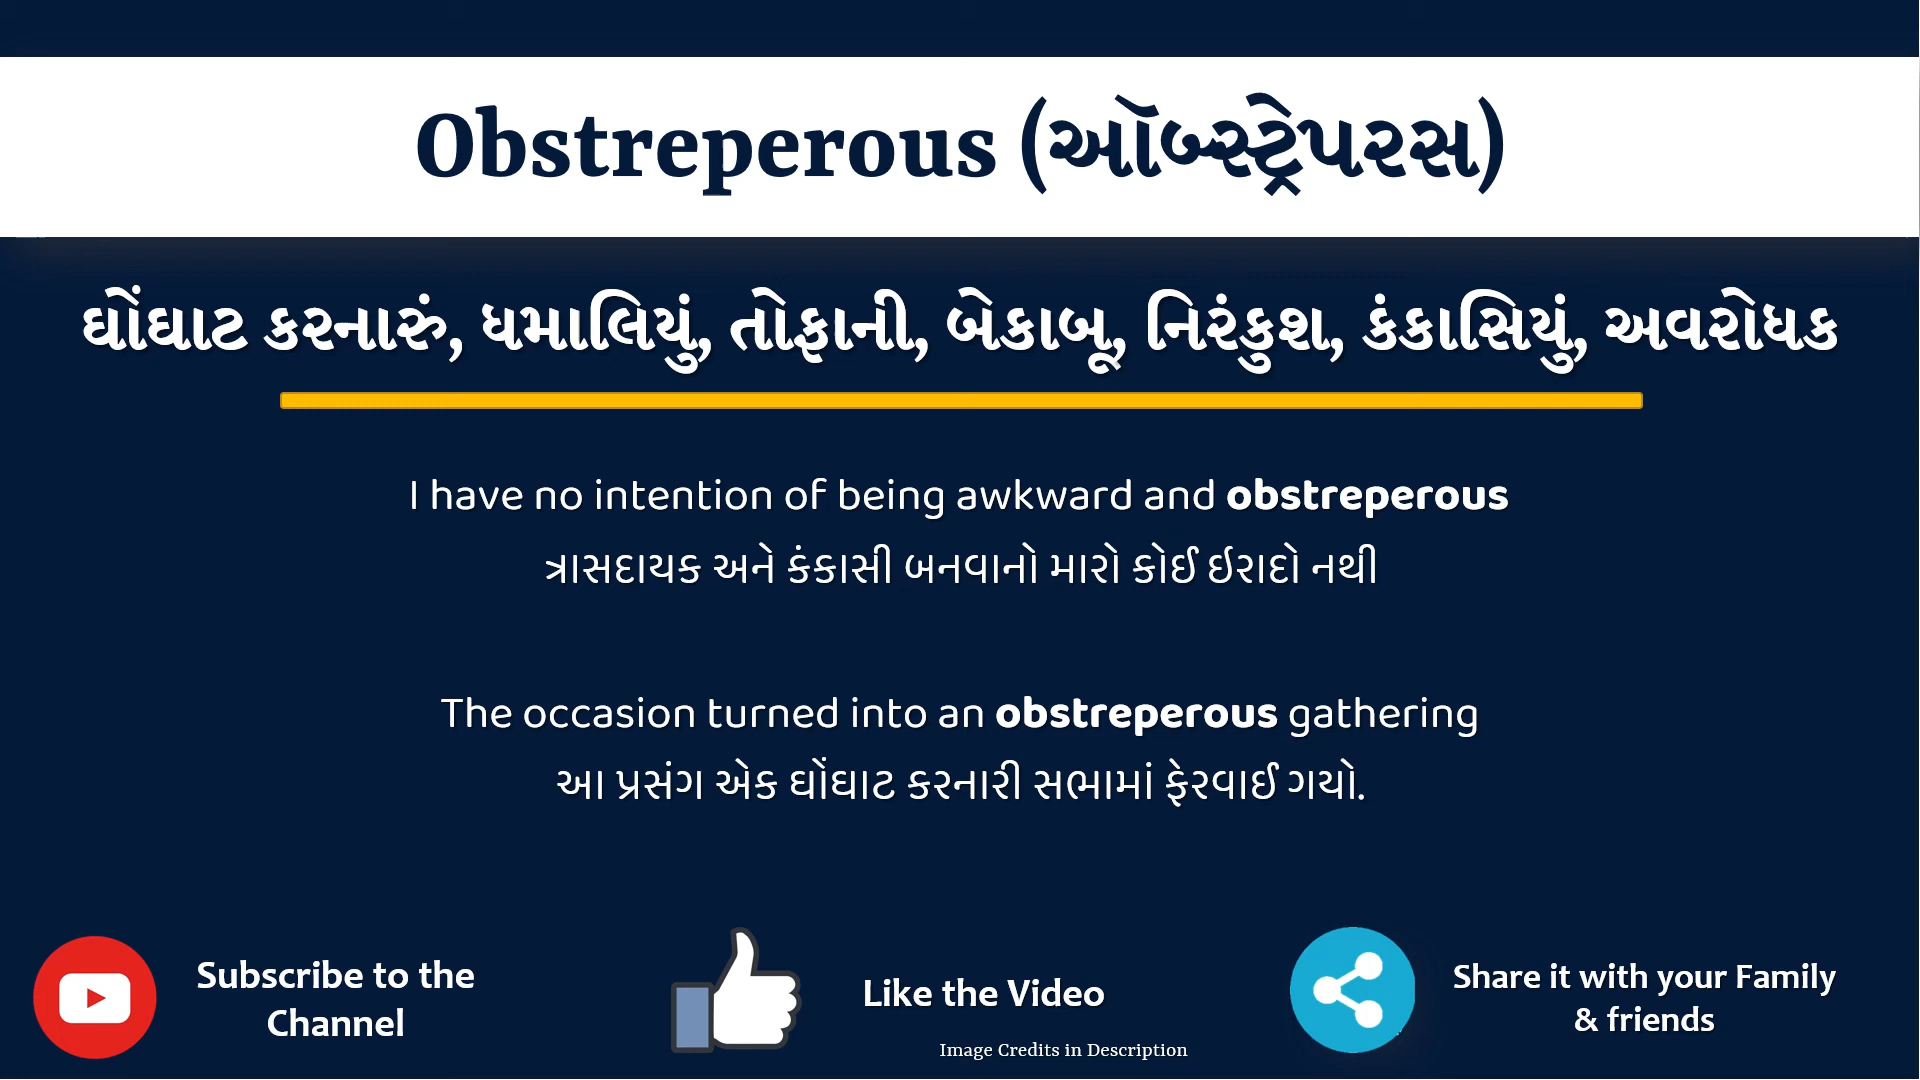 Obstreperous (ઑબ્સ્ટ્રેપરસ)
ઘોંઘાટ કરનારું, ધમાલિયું, તોફાની, બેકાબૂ, નિરંકુશ, કંકાસિયું, અવરોધક
I have no intention of being awkward and obstreperous
ત્રાસદાયક અને કંકાસી બનવાનો મારો કોઈ ઇરાદો નથી
The occasion turned into an obstreperous gathering
આ પ્રસંગ એક ઘોંઘાટ કરનારી સભામાં ફેરવાઈ ગયો.
Subscribe to the
Channel
Like the Video
Share it with your Family
& friends
Image Credits in Description